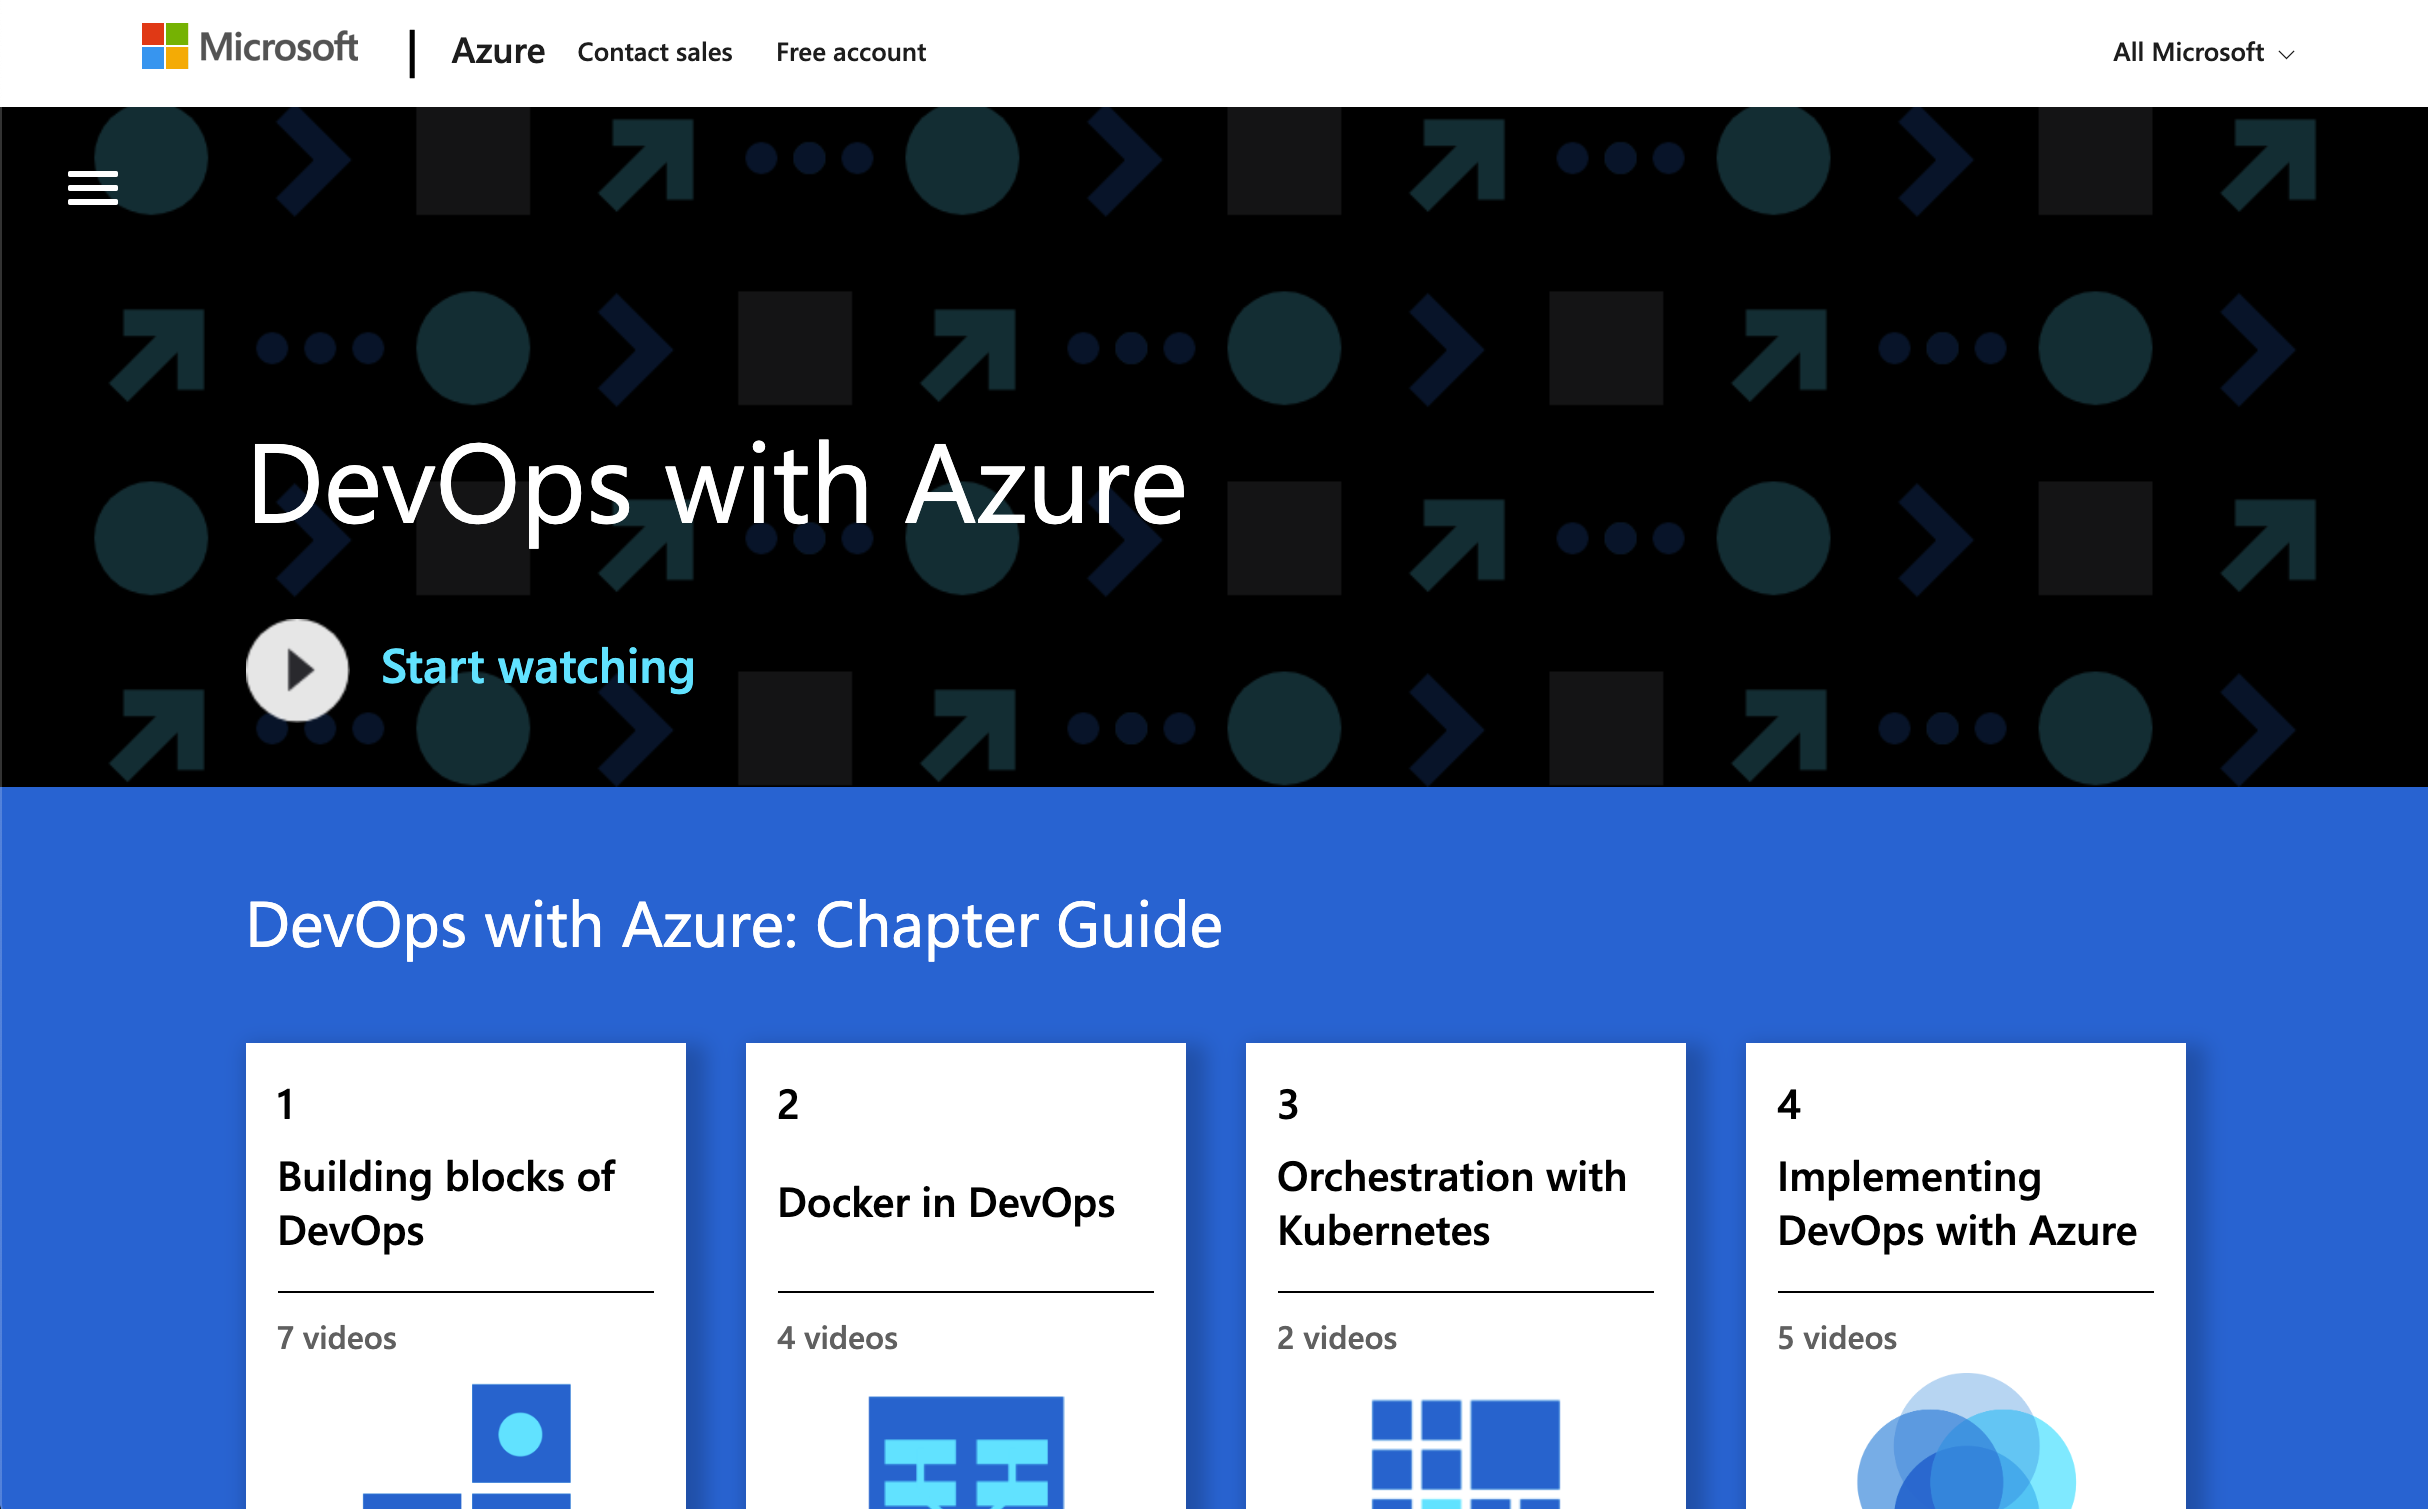 Microsoft
Azure
Contact sales
Free account
All Microsoft
DevOps with Azure
Start watching
DevOps with Azure: Chapter Guide
1
Building blocks of
DevOps
7 videos
2
Docker in DevOps
4 videos
3
Orchestration with
Kubernetes
2 videos
4
Implementing
DevOps with Azure
5 videos